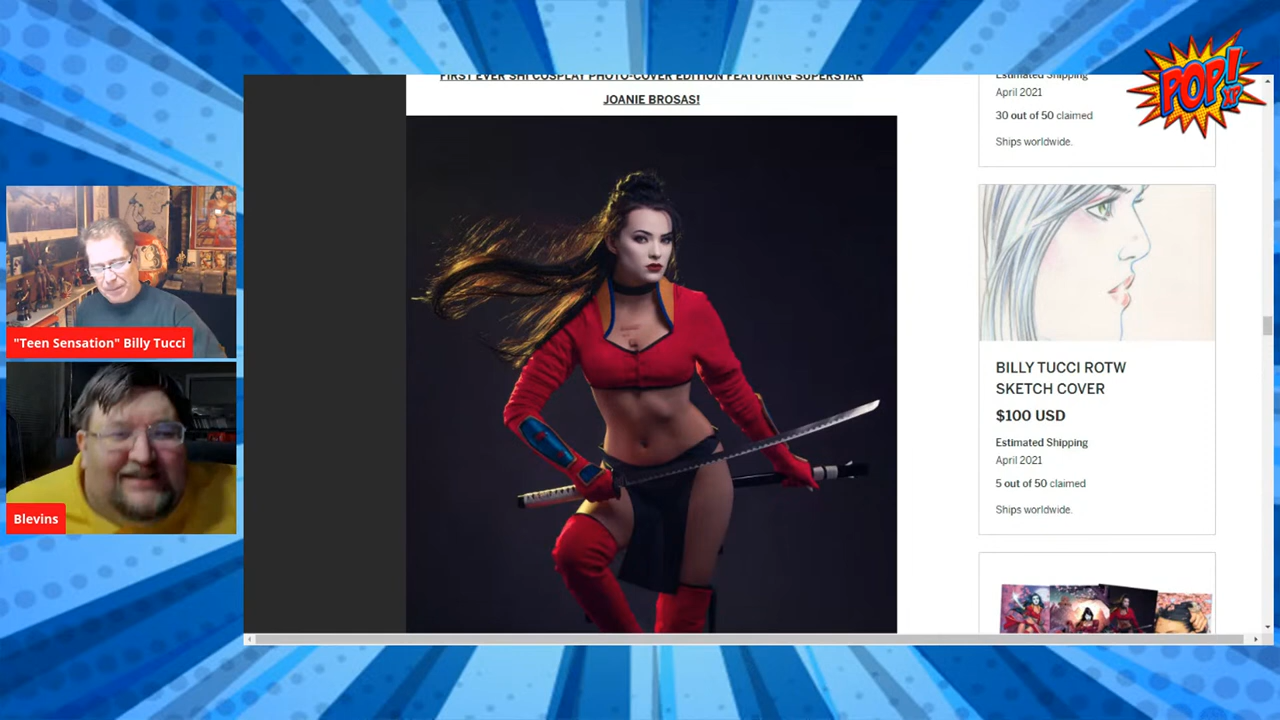 FIRST EVER SHI COSPLAY PHOTO-COVER EDITION FEATURING SUPERSTAR
JOANIE BROSAS!
Estimated Shipping
April 2021
30 out of 50 claimed
Ships worldwide.
POP! XP
"Teen Sensation" Billy Tucci
Blevins
BILLY TUCCI ROTW
SKETCH COVER
$100 USD
Estimated Shipping
April 2021
5 out of 50 claimed
Ships worldwide.